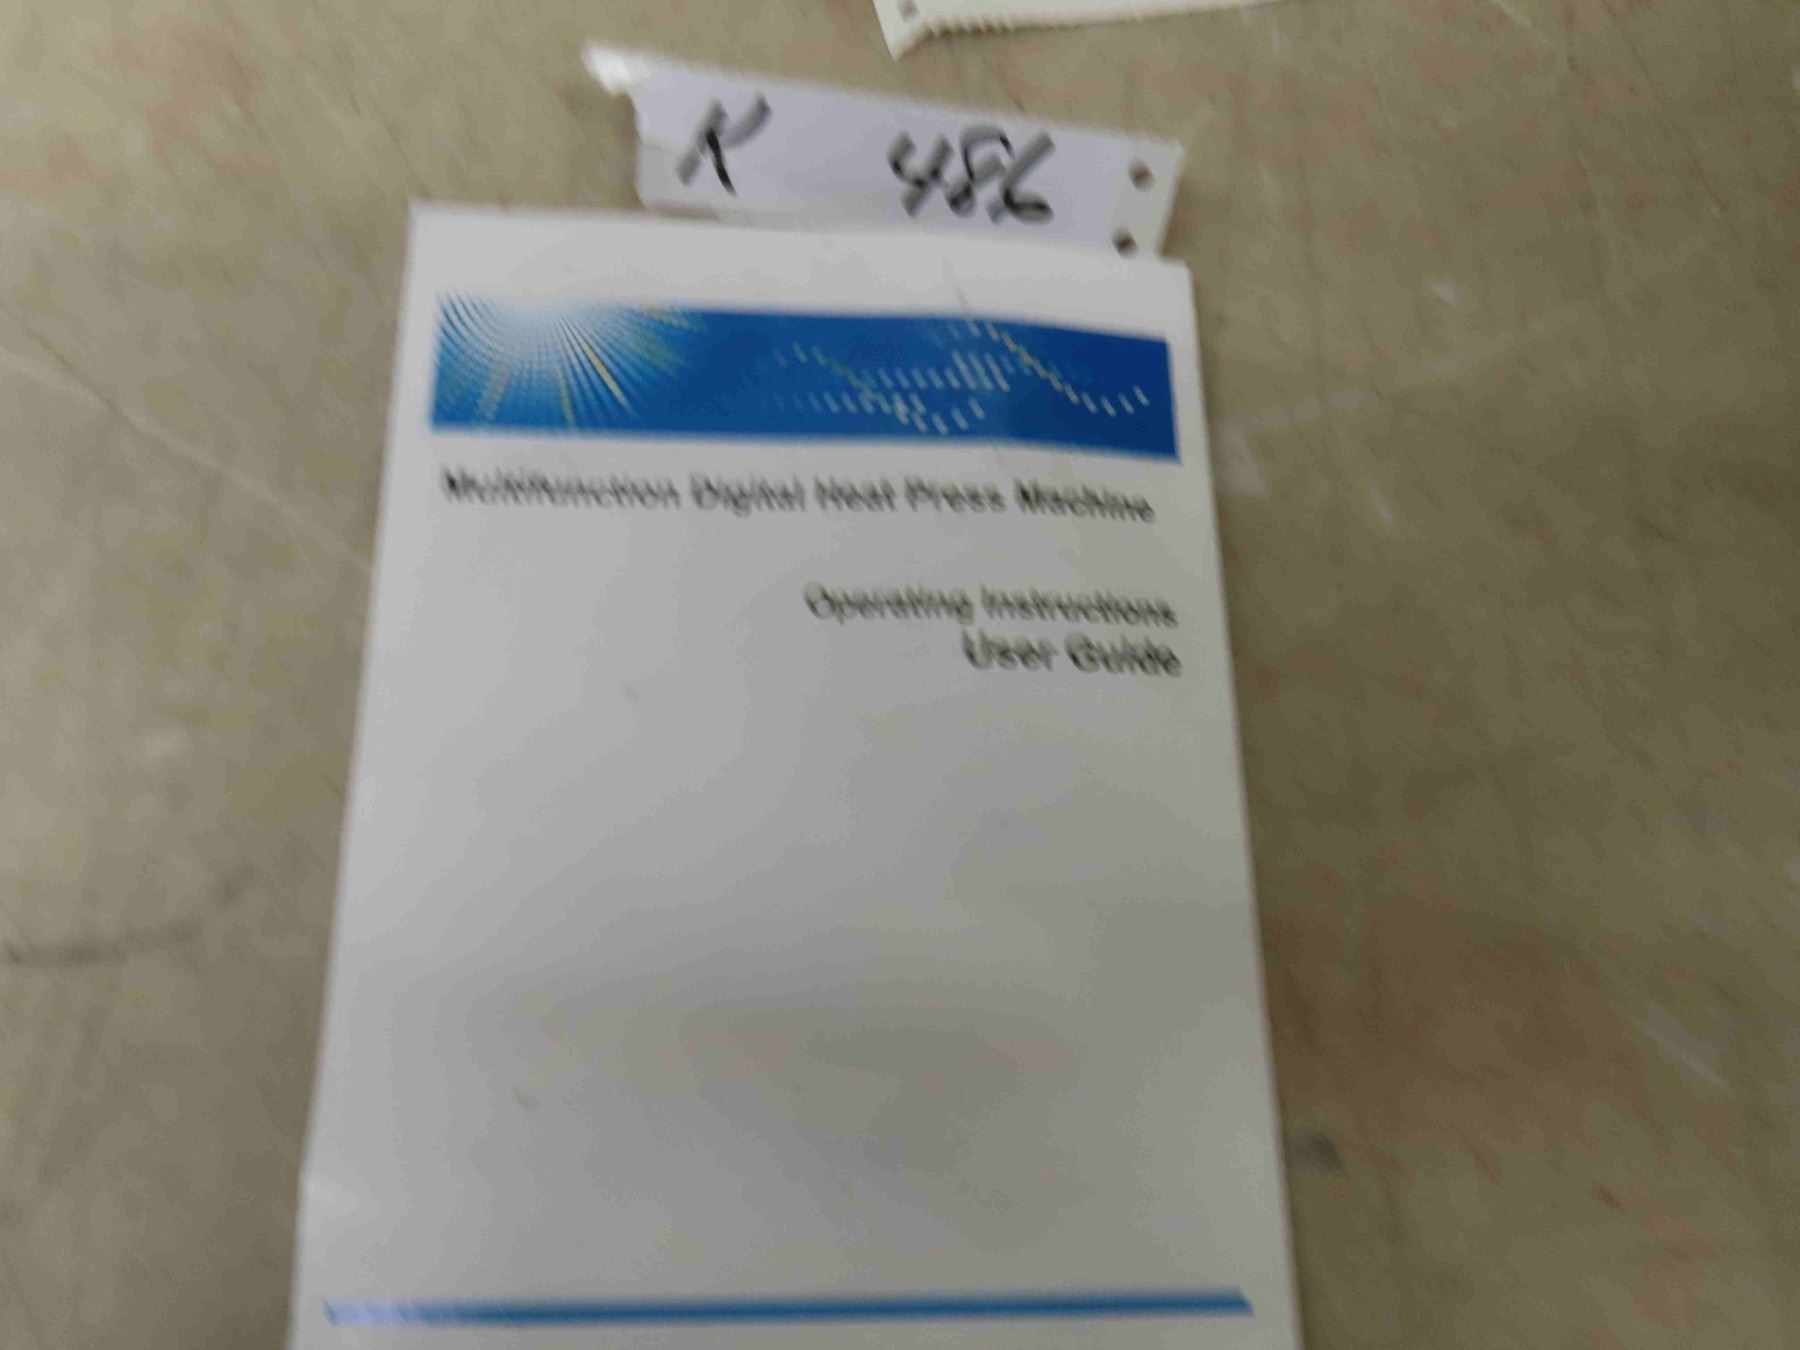 K 486
Multifunction Digital Heat Press Machine
Operating Instructions
User Guide